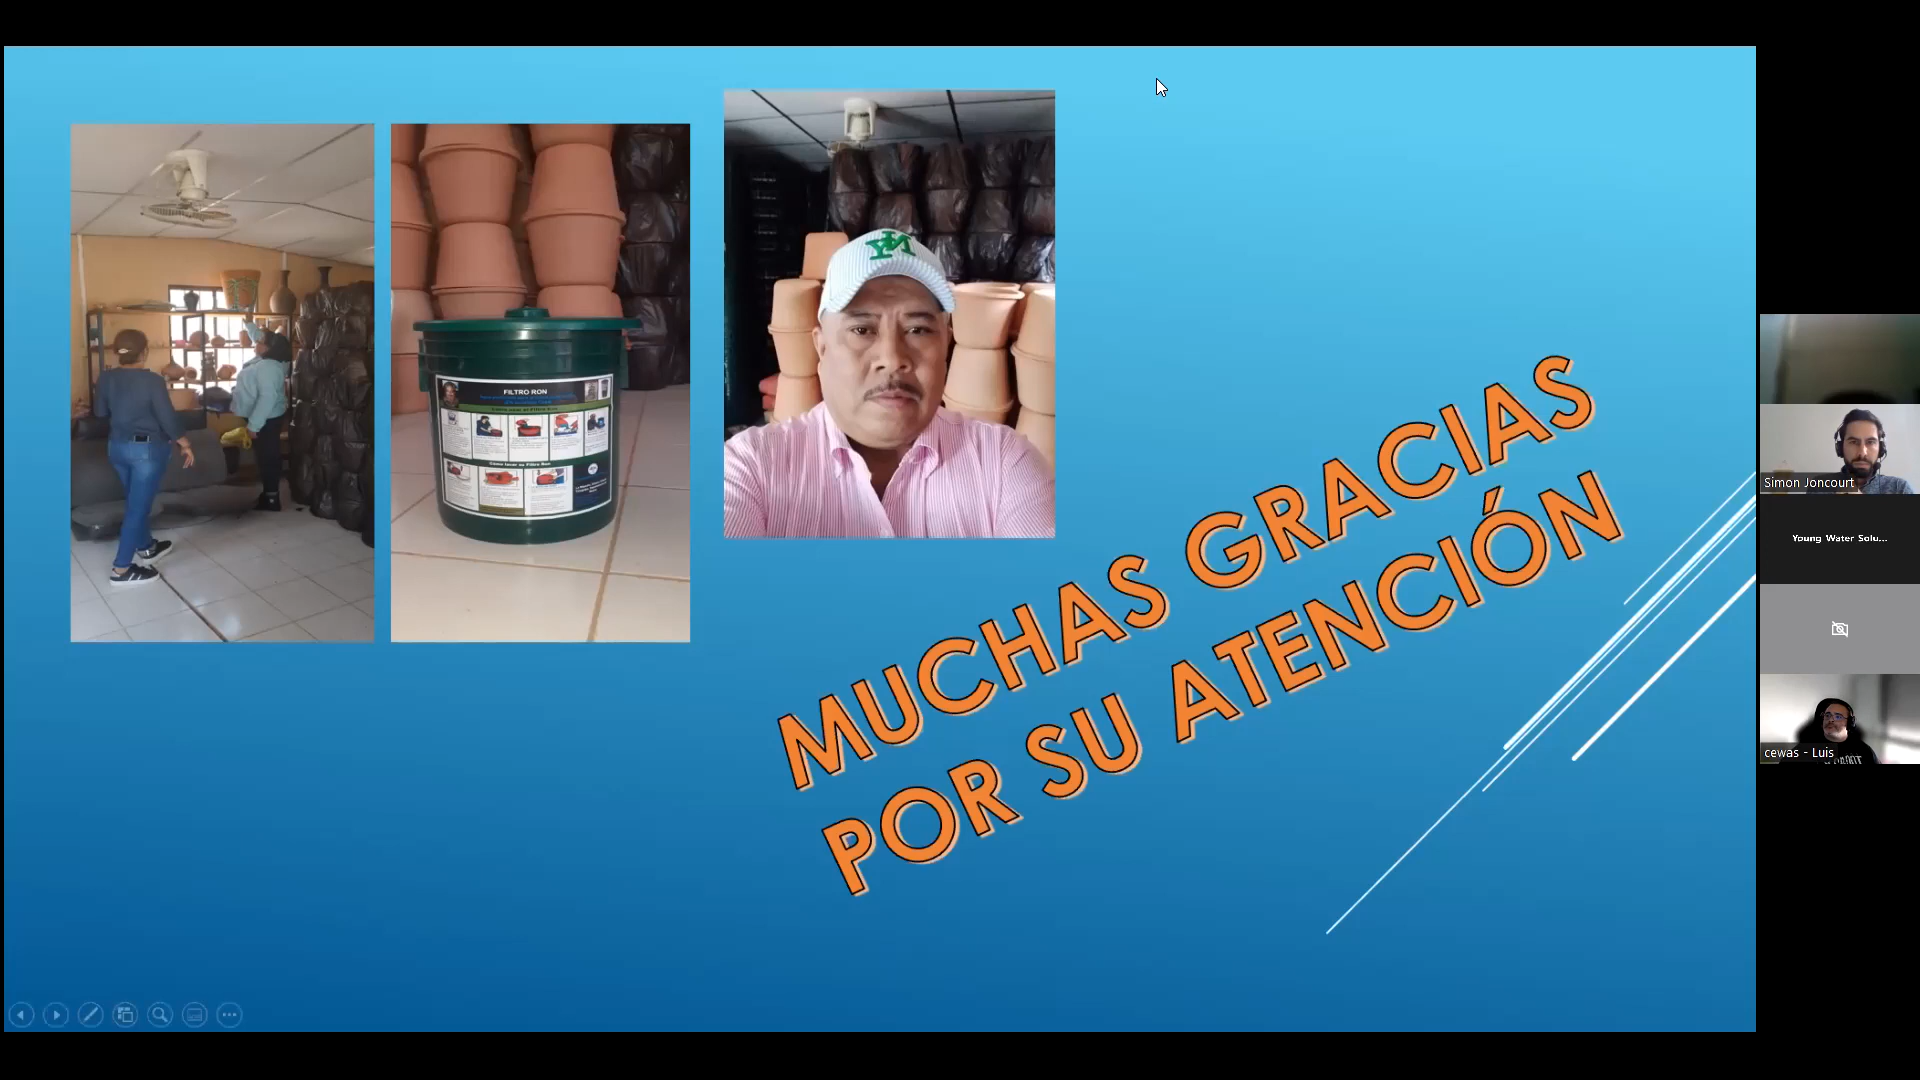 FILTRO RON
MUCHAS GRACIAS
POR SU ATENCIÓN
Simon Joncourt
Young Water Solu...
cewas - Luis